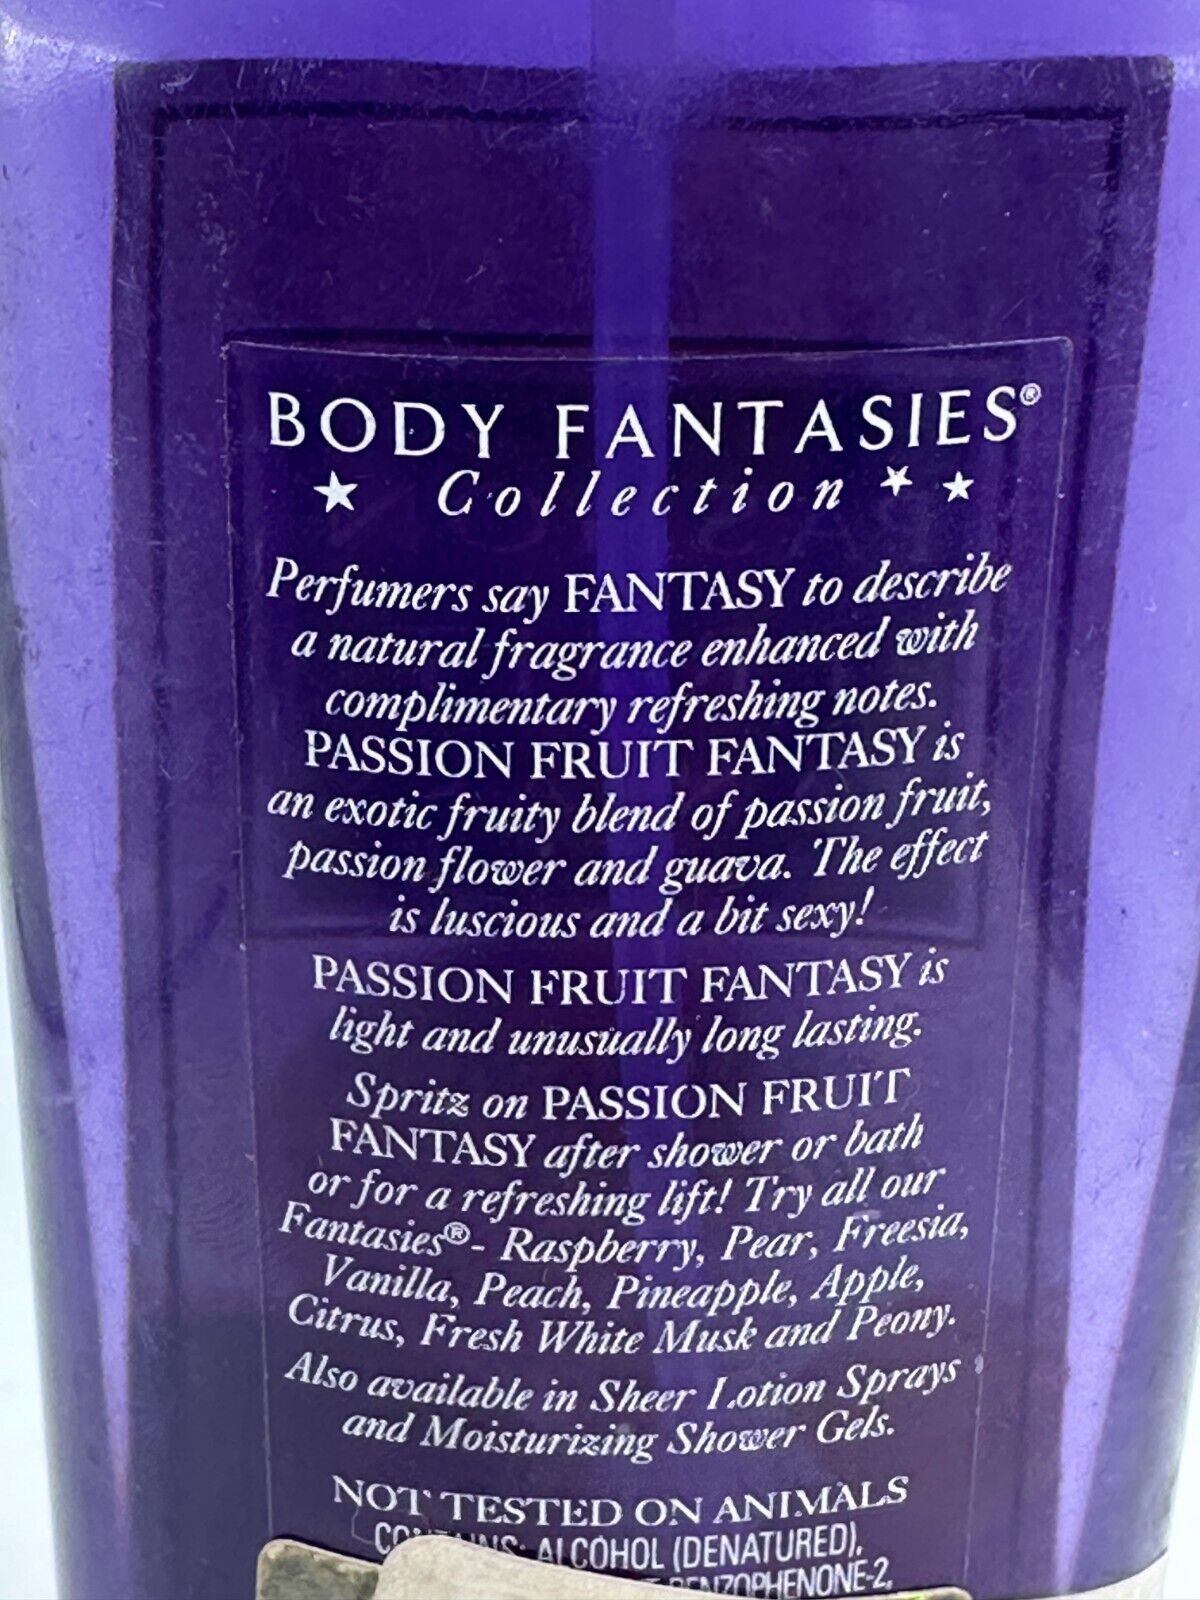 BODY FANTASIES®
★ Collection ★ ★
Perfumers say FANTASY to describe
a natural fragrance enhanced with
complimentary refreshing notes.
PASSION FRUIT FANTASY is
an exotic fruity blend of passion fruit,
passion flower and guava. The effect
is luscious and a bit sexy!
PASSION FRUIT FANTASY is
light and unusually long lasting.
Spritz on PASSION FRUIT
FANTASY after shower or bath
or for a refreshing lift! Try all our
Fantasies® - Raspberry, Pear, Freesia,
Vanilla, Peach, Pineapple, Apple,
Citrus, Fresh White Musk and Peony.
Also available in Sheer Lotion Sprays
and Moisturizing Shower Gels.
NOT TESTED ON ANIMALS
CONTAINS: ALCOHOL (DENATURED),
BENZOPHENONE-2,